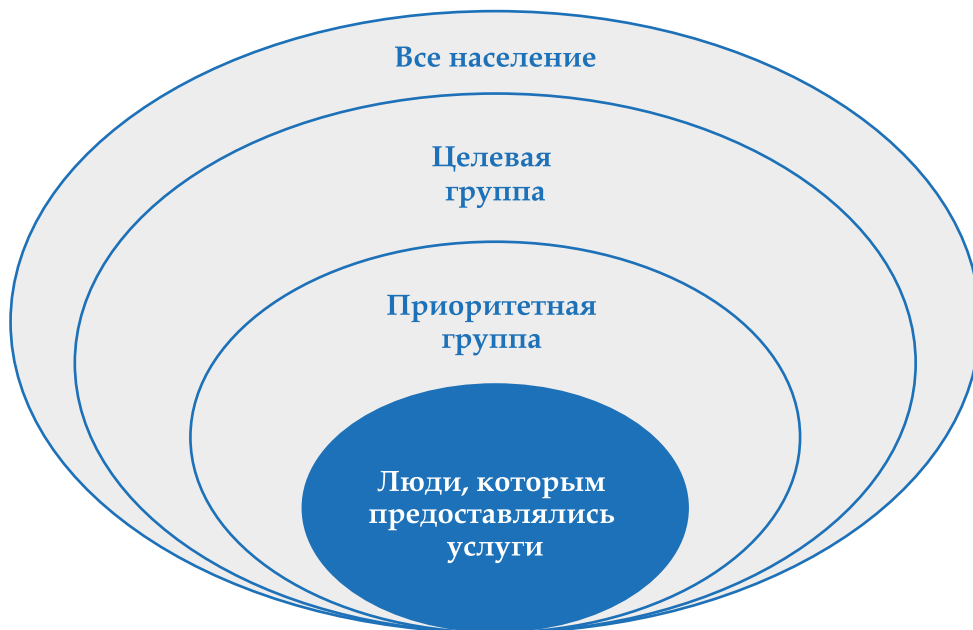 Все население
Целевая
группа
Приоритетная
группа
Люди, которым
предоставлялись
услуги